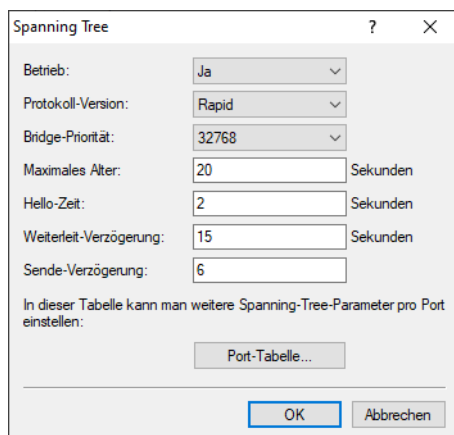 Spanning Tree ? ×
Betrieb: Ja
Protokoll-Version: Rapid
Bridge-Priorität: 32768
Maximales Alter: 20 Sekunden
Hello-Zeit: 2 Sekunden
Weiterleit-Verzögerung: 15 Sekunden
Sende-Verzögerung: 6
In dieser Tabelle kann man weitere Spanning-Tree-Parameter pro Port
einstellen:
Port-Tabelle...
OK Abbrechen